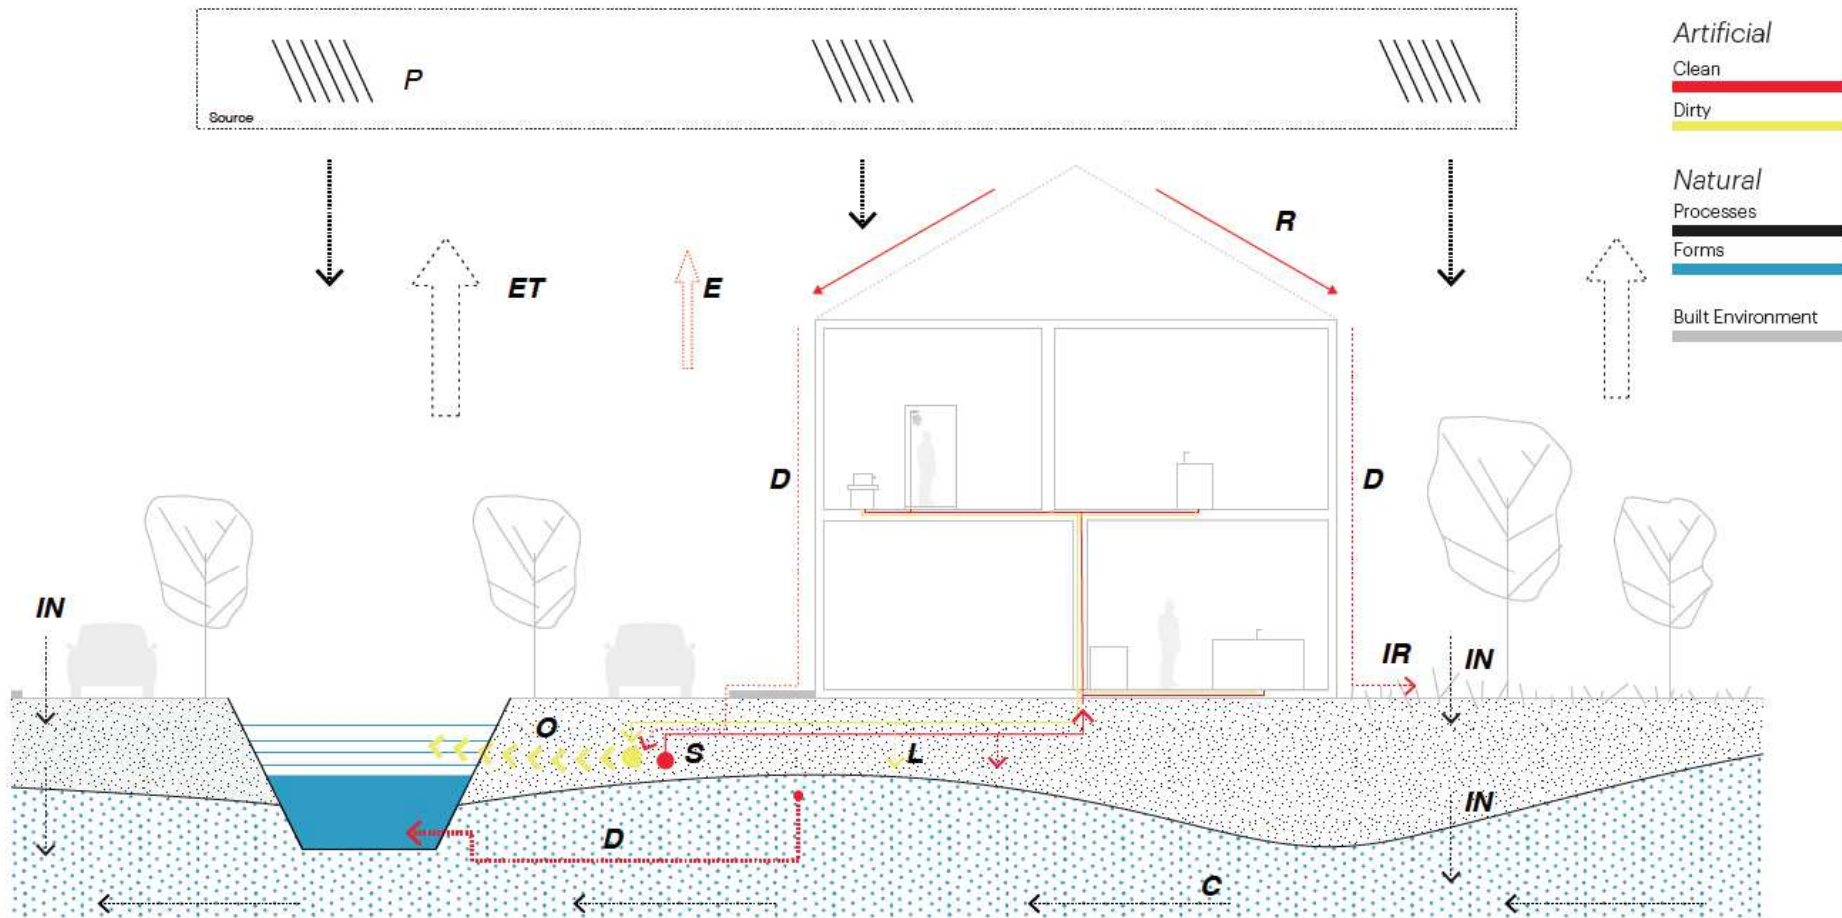 Artificial
Clean
Dirty
Natural
Processes
Forms
Built Environment
P
Source
R
ET
E
D
D
IN
IR
IN
O
S
L
IN
D
C